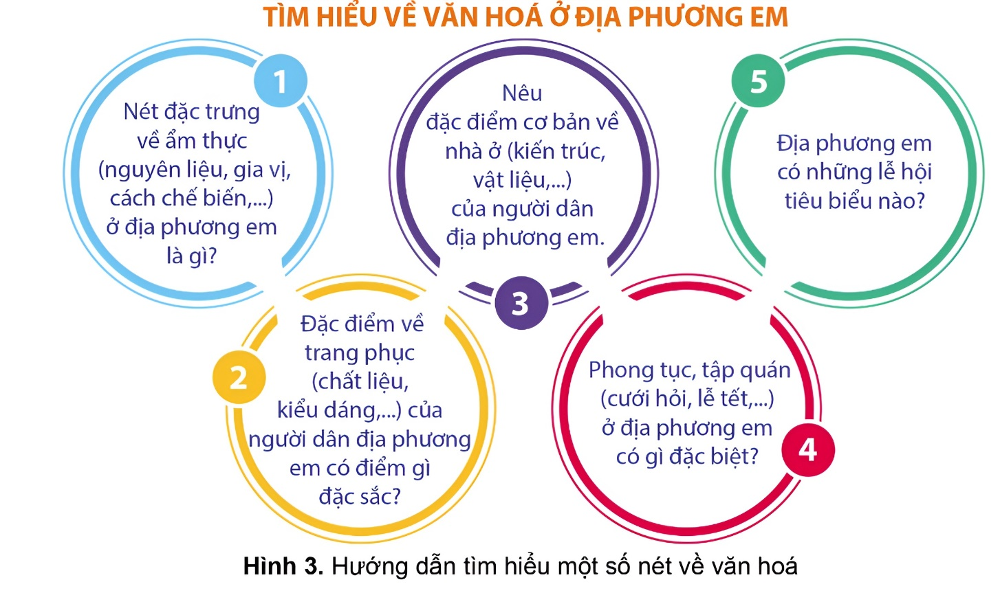 TÌM HIỂU VỀ VĂN HOÁ Ở ĐỊA PHƯƠNG EM
1
Nét đặc trưng
về ẩm thực
(nguyên liệu, gia vị,
cách chế biến,...)
ở địa phương em
là gì?
2
Đặc điểm về
trang phục
(chất liệu,
kiểu dáng,...) của
người dân địa phương
em có điểm gì
đặc sắc?
3
Nêu
đặc điểm cơ bản về
nhà ở (kiến trúc,
vật liệu,...)
của người dân
địa phương em.
4
Phong tục, tập quán
(cưới hỏi, lễ tết,...)
ở địa phương em
có gì đặc biệt?
5
Địa phương em
có những lễ hội
tiêu biểu nào?
Hình 3. Hướng dẫn tìm hiểu một số nét về văn hoá